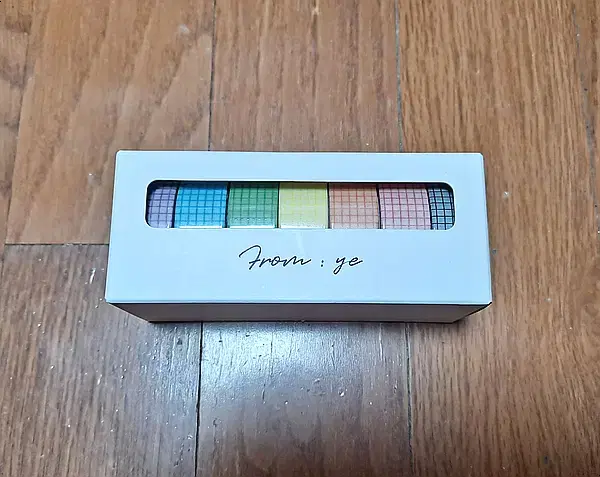 From : ye